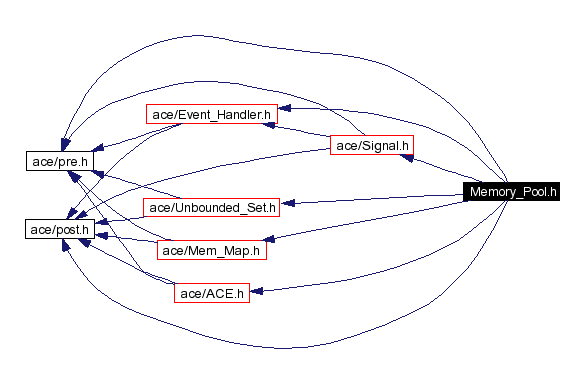 ace/Event_Handler.h
ace/Signal.h
ace/pre.h
Memory_Pool.h
ace/Unbounded_Set.h
ace/post.h
ace/Mem_Map.h
ace/ACE.h